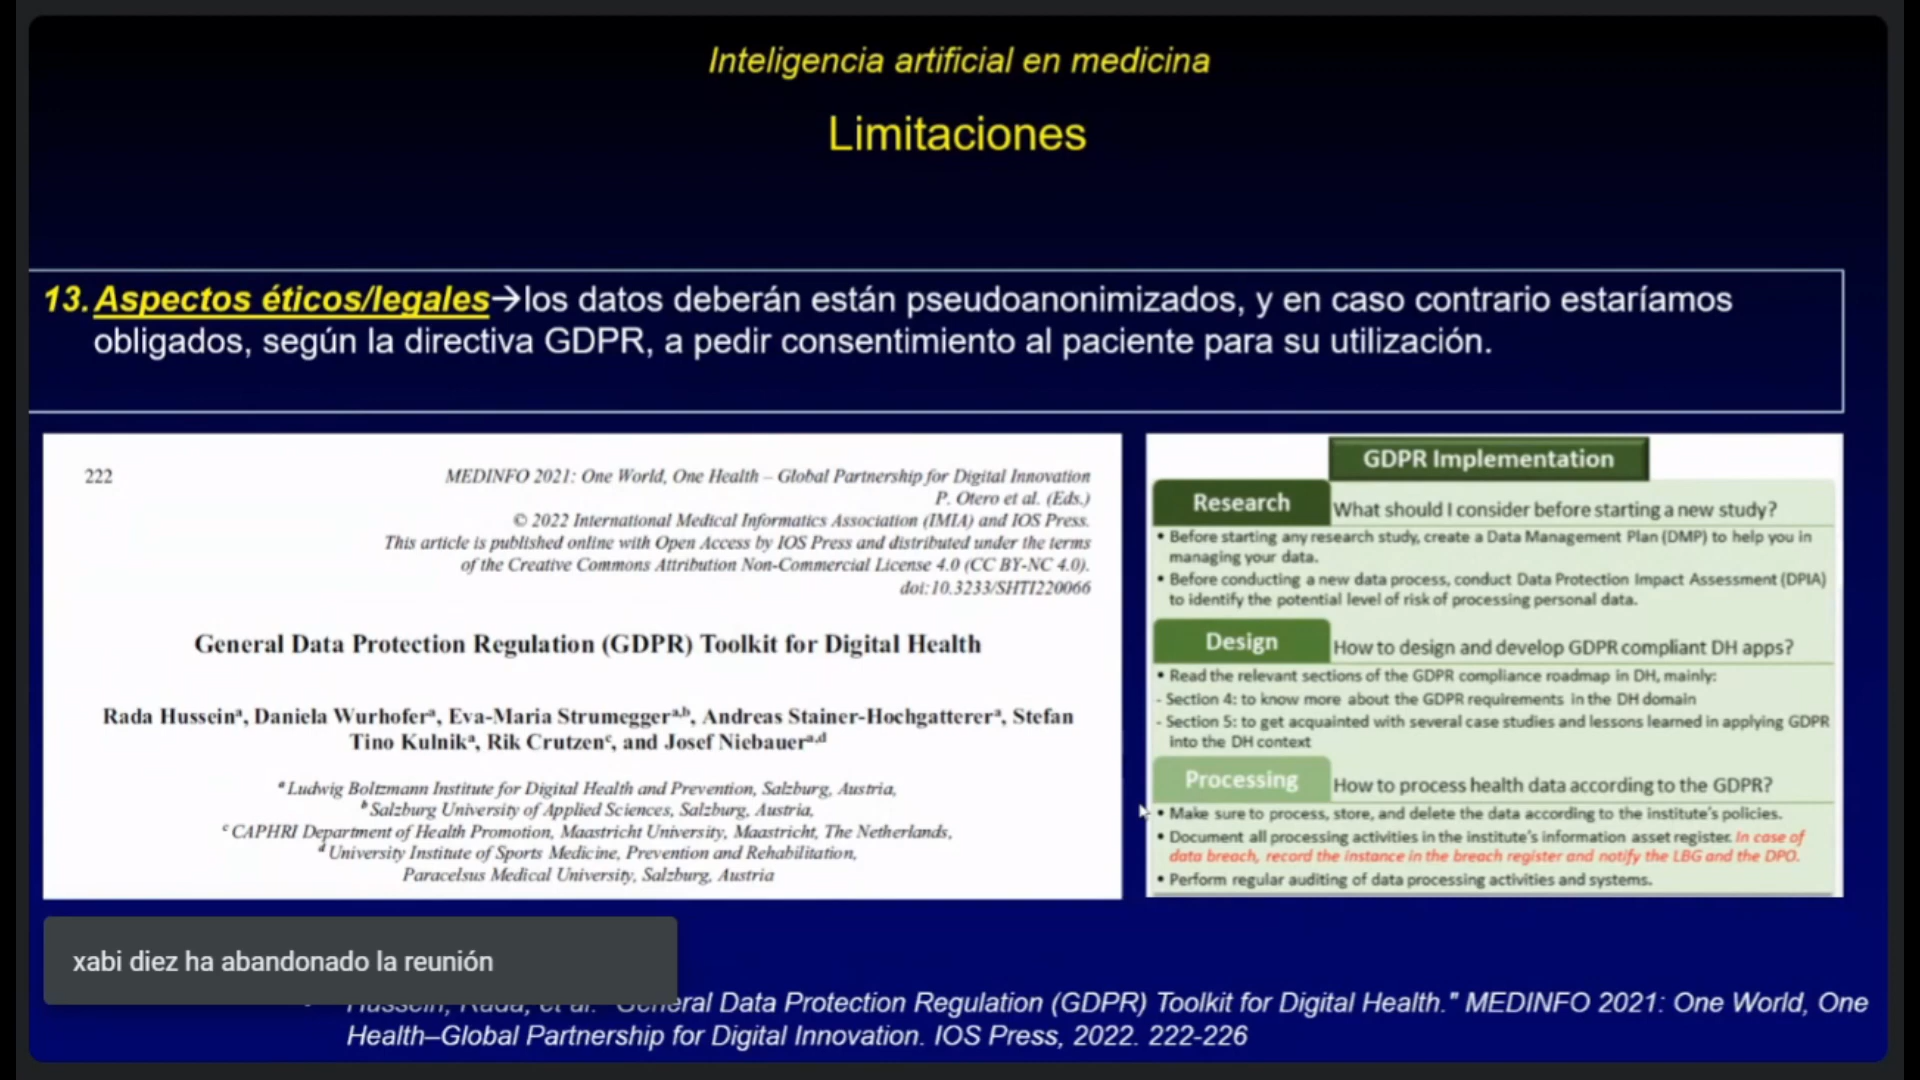 Inteligencia artificial en medicina
Limitaciones
13. Aspectos éticos/legales→los datos deberán están pseudoanonimizados, y en caso contrario estaríamos
obligados, según la directiva GDPR, a pedir consentimiento al paciente para su utilización.
222
MEDINFO 2021: One World, One Health – Global Partnership for Digital Innovation
P. Otero et al. (Eds.)
© 2022 International Medical Informatics Association (IMIA) and IOS Press.
This article is published online with Open Access by IOS Press and distributed under the terms
of the Creative Commons Attribution Non-Commercial License 4.0 (CC BY-NC 4.0).
doi:10.3233/SHTI220066
General Data Protection Regulation (GDPR) Toolkit for Digital Health
Rada Husseinᵃ, Daniela Wurhoferᵃ, Eva-Maria Strumeggerᵃ,ᵇ, Andreas Stainer-Hochgattererᵃ, Stefan
Tino Kulnikᵃ, Rik Crutzenᶜ, and Josef Niebauerᵃ,ᵈ
ᵃ Ludwig Boltzmann Institute for Digital Health and Prevention, Salzburg, Austria,
ᵇ Salzburg University of Applied Sciences, Salzburg, Austria,
ᶜ CAPHRI Department of Health Promotion, Maastricht University, Maastricht, The Netherlands,
ᵈ University Institute of Sports Medicine, Prevention and Rehabilitation,
Paracelsus Medical University, Salzburg, Austria
GDPR Implementation
Research What should I consider before starting a new study?
• Before starting any research study, create a Data Management Plan (DMP) to help you in
managing your data.
• Before conducting a new data process, conduct Data Protection Impact Assessment (DPIA)
to identify the potential level of risk of processing personal data.
Design How to design and develop GDPR compliant DH apps?
• Read the relevant sections of the GDPR compliance roadmap in DH, mainly:
- Section 4: to know more about the GDPR requirements in the DH domain
- Section 5: to get acquainted with several case studies and lessons learned in applying GDPR
into the DH context
Processing How to process health data according to the GDPR?
• Make sure to process, store, and delete the data according to the institute's policies.
• Document all processing activities in the institute's information asset register. In case of
data breach, record the instance in the breach register and notify the LBG and the DPO.
• Perform regular auditing of data processing activities and systems.
xabi diez ha abandonado la reunión
• Hussein, Rada, et al. "General Data Protection Regulation (GDPR) Toolkit for Digital Health." MEDINFO 2021: One World, One
Health–Global Partnership for Digital Innovation. IOS Press, 2022. 222-226